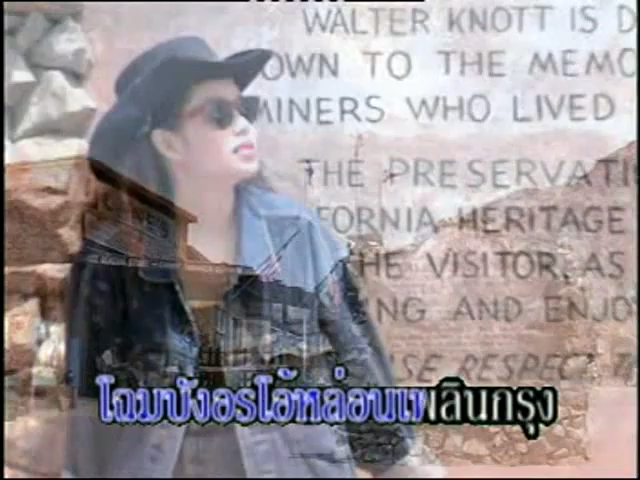 WALTER KNOTT IS D
OWN TO THE MEMO
MINERS WHO LIVED
THE PRESERVATI
FORNIA HERITAGE
HE VISITOR, AS
ING AND ENJO
SE RESPECT T
โฉมบังอรโอ้หล่อนเพลินกรุง